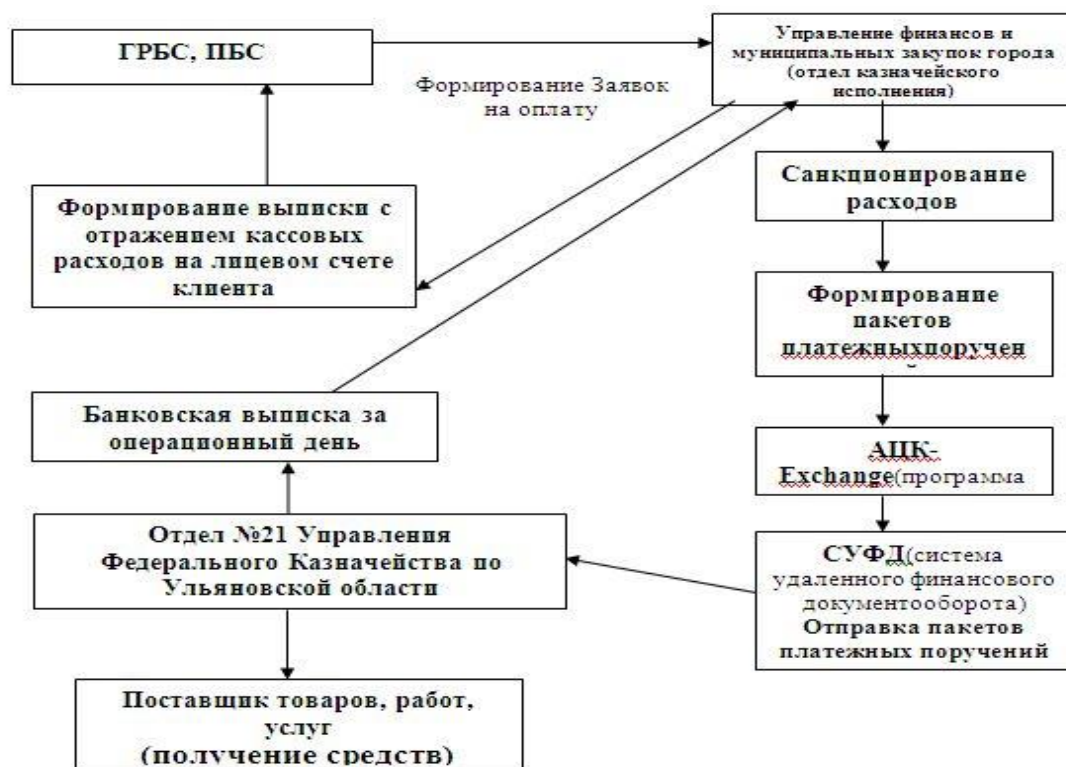 ГРБС, ПБС
Формирование Заявок
на оплату
Управление финансов и
муниципальных закупок города
(отдел казначейского
исполнения)
Санкционирование
расходов
Формирование
пакетов
платежныхпоручен
АЦК-
Exchange(программа
СУФД(система
удаленного финансового
документооборота)
Отправка пакетов
платежных поручений
Формирование выписки с
отражением кассовых
расходов на лицевом счете
клиента
Банковская выписка за
операционный день
Отдел №21 Управления
Федерального Казначейства по
Ульяновской области
Поставщик товаров, работ,
услуг
(получение средств)